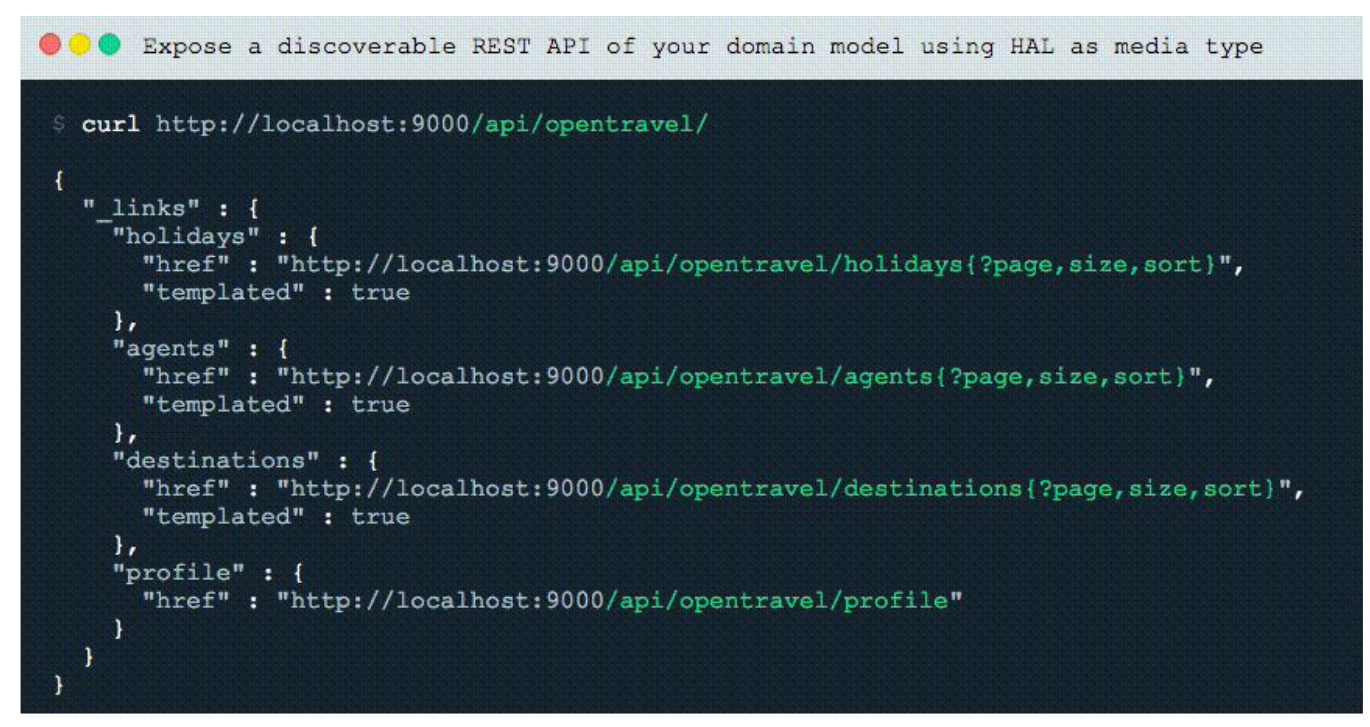 Expose a discoverable REST API of your domain model using HAL as media type
$ curl http://localhost:9000/api/opentravel/
{
  "_links" : {
    "holidays" : {
      "href" : "http://localhost:9000/api/opentravel/holidays{?page,size,sort}",
      "templated" : true
    },
    "agents" : {
      "href" : "http://localhost:9000/api/opentravel/agents{?page,size,sort}",
      "templated" : true
    },
    "destinations" : {
      "href" : "http://localhost:9000/api/opentravel/destinations{?page,size,sort}",
      "templated" : true
    },
    "profile" : {
      "href" : "http://localhost:9000/api/opentravel/profile"
    }
  }
}